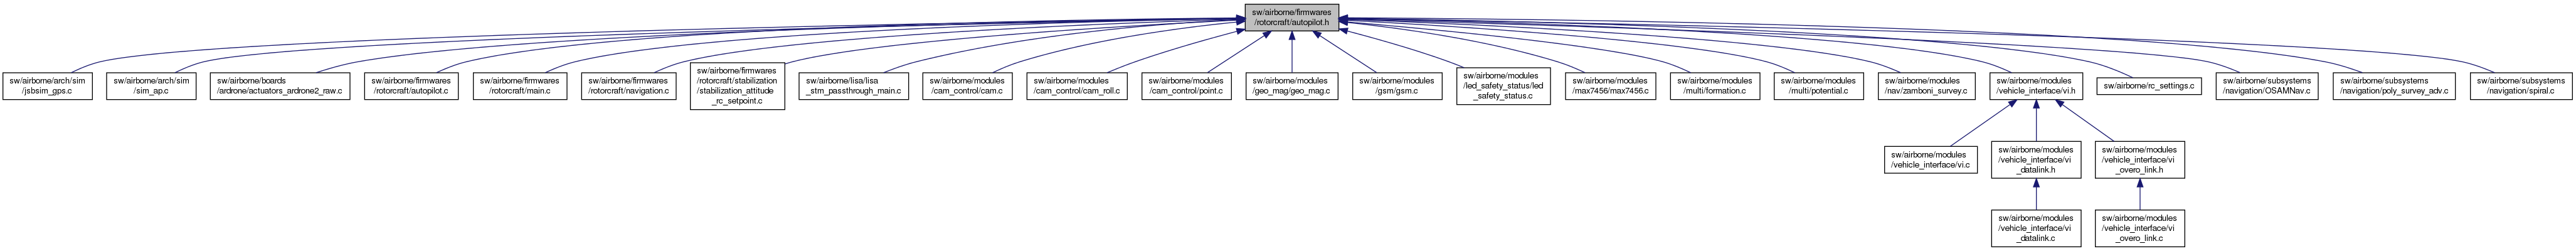 sw/airborne/firmwares
/rotorcraft/autopilot.h
sw/airborne/arch/sim
/jsbsim_gps.c
sw/airborne/arch/sim
/sim_ap.c
sw/airborne/boards
/ardrone/actuators_ardrone2_raw.c
sw/airborne/firmwares
/rotorcraft/autopilot.c
sw/airborne/firmwares
/rotorcraft/main.c
sw/airborne/firmwares
/rotorcraft/navigation.c
sw/airborne/firmwares
/rotorcraft/stabilization
/stabilization_attitude
_rc_setpoint.c
sw/airborne/lisa/lisa
_stm_passthrough_main.c
sw/airborne/modules
/cam_control/cam.c
sw/airborne/modules
/cam_control/cam_roll.c
sw/airborne/modules
/cam_control/point.c
sw/airborne/modules
/geo_mag/geo_mag.c
sw/airborne/modules
/gsm/gsm.c
sw/airborne/modules
/led_safety_status/led
_safety_status.c
sw/airborne/modules
/max7456/max7456.c
sw/airborne/modules
/multi/formation.c
sw/airborne/modules
/multi/potential.c
sw/airborne/modules
/nav/zamboni_survey.c
sw/airborne/modules
/vehicle_interface/vi.h
sw/airborne/rc_settings.c
sw/airborne/subsystems
/navigation/OSAMNav.c
sw/airborne/subsystems
/navigation/poly_survey_adv.c
sw/airborne/subsystems
/navigation/spiral.c
sw/airborne/modules
/vehicle_interface/vi.c
sw/airborne/modules
/vehicle_interface/vi
_datalink.h
sw/airborne/modules
/vehicle_interface/vi
_overo_link.h
sw/airborne/modules
/vehicle_interface/vi
_datalink.c
sw/airborne/modules
/vehicle_interface/vi
_overo_link.c